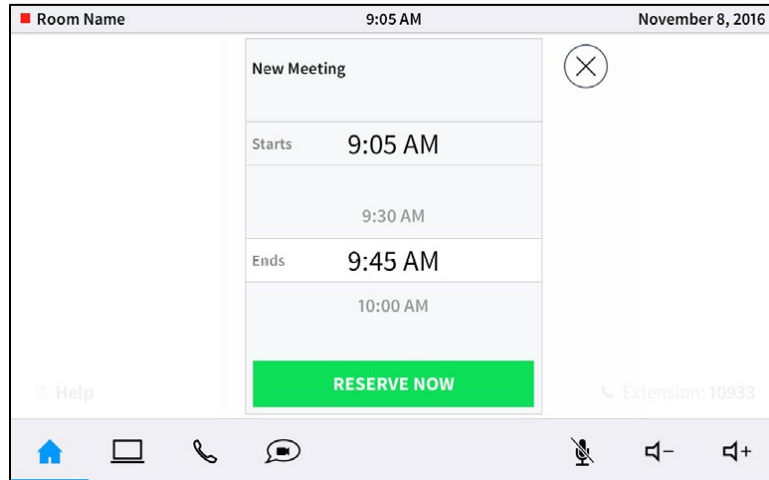 Room Name 9:05 AM November 8, 2016
New Meeting
Starts 9:05 AM
9:30 AM
Ends 9:45 AM
10:00 AM
RESERVE NOW
Help
Extension: 10933